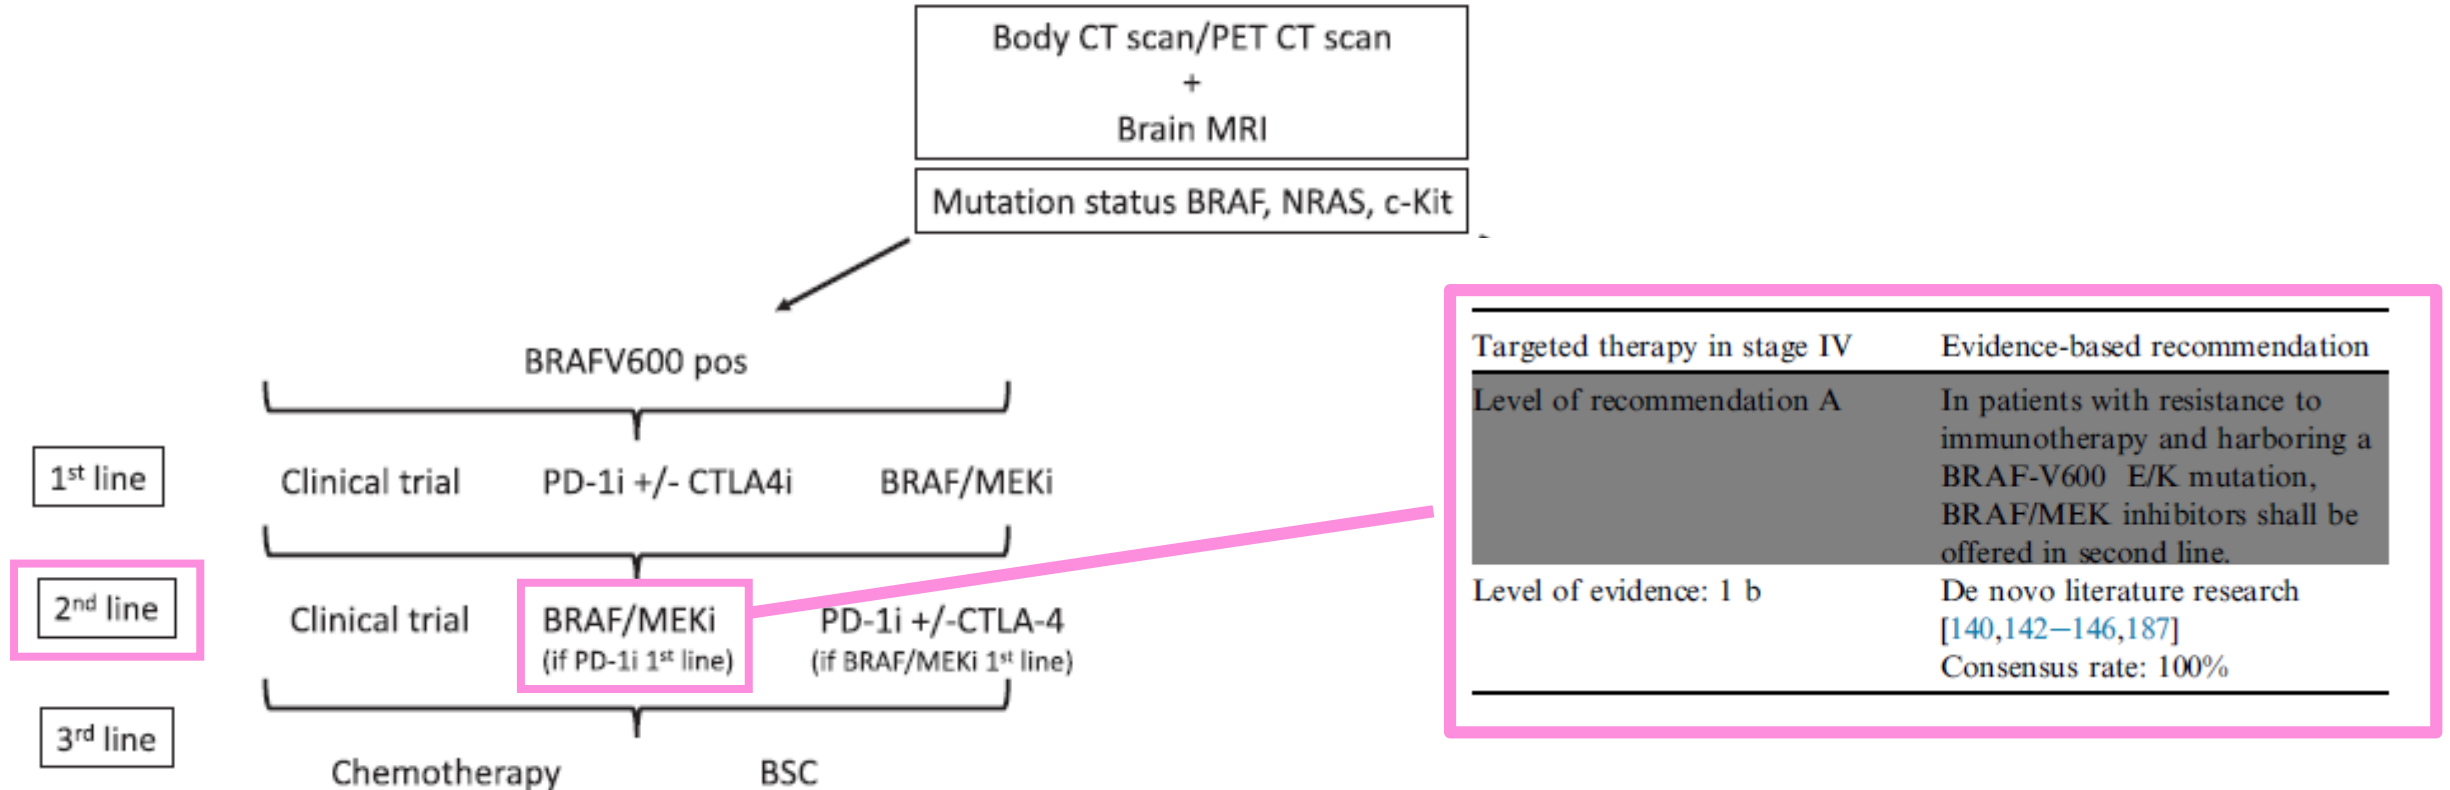 Body CT scan/PET CT scan
+
Brain MRI
Mutation status BRAF, NRAS, c-Kit
BRAFV600 pos
1st line
Clinical trial
PD-1i +/- CTLA4i
BRAF/MEKi
2nd line
Clinical trial
BRAF/MEKi
(if PD-1i 1st line)
PD-1i +/-CTLA-4
(if BRAF/MEKi 1st line)
3rd line
Chemotherapy
BSC
Targeted therapy in stage IV
Evidence-based recommendation
Level of recommendation A
In patients with resistance to
immunotherapy and harboring a
BRAF-V600 E/K mutation,
BRAF/MEK inhibitors shall be
offered in second line.
Level of evidence: 1 b
De novo literature research
[140,142–146,187]
Consensus rate: 100%